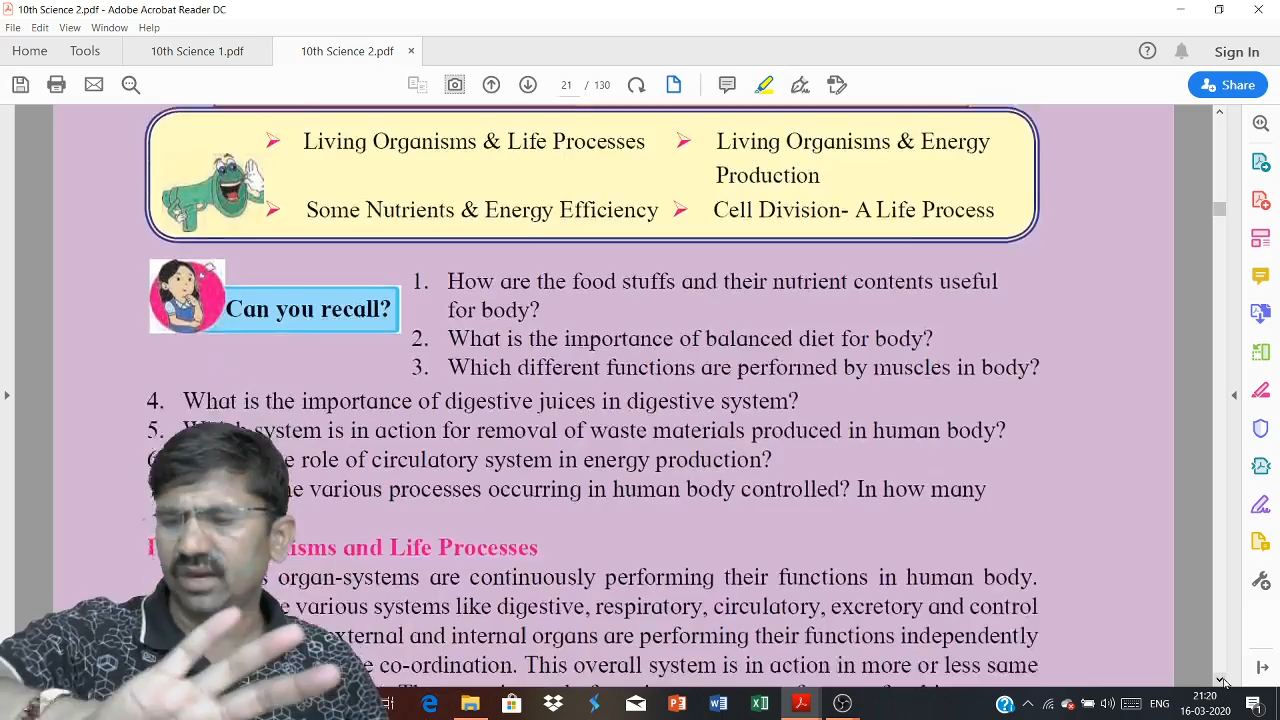 10th Science 2.pdf - Adobe Acrobat Reader DC
File Edit View Window Help
Home Tools 10th Science 1.pdf 10th Science 2.pdf × Sign In
21 / 130 Share
Living Organisms & Life Processes
Living Organisms & Energy
Production
Some Nutrients & Energy Efficiency
Cell Division- A Life Process
Can you recall?
1. How are the food stuffs and their nutrient contents useful
for body?
2. What is the importance of balanced diet for body?
3. Which different functions are performed by muscles in body?
4. What is the importance of digestive juices in digestive system?
5. system is in action for removal of waste materials produced in human body?
role of circulatory system in energy production?
various processes occurring in human body controlled? In how many
and Life Processes
organ-systems are continuously performing their functions in human body.
various systems like digestive, respiratory, circulatory, excretory and control
external and internal organs are performing their functions independently
co-ordination. This overall system is in action in more or less same
ENG 21:20
16-03-2020